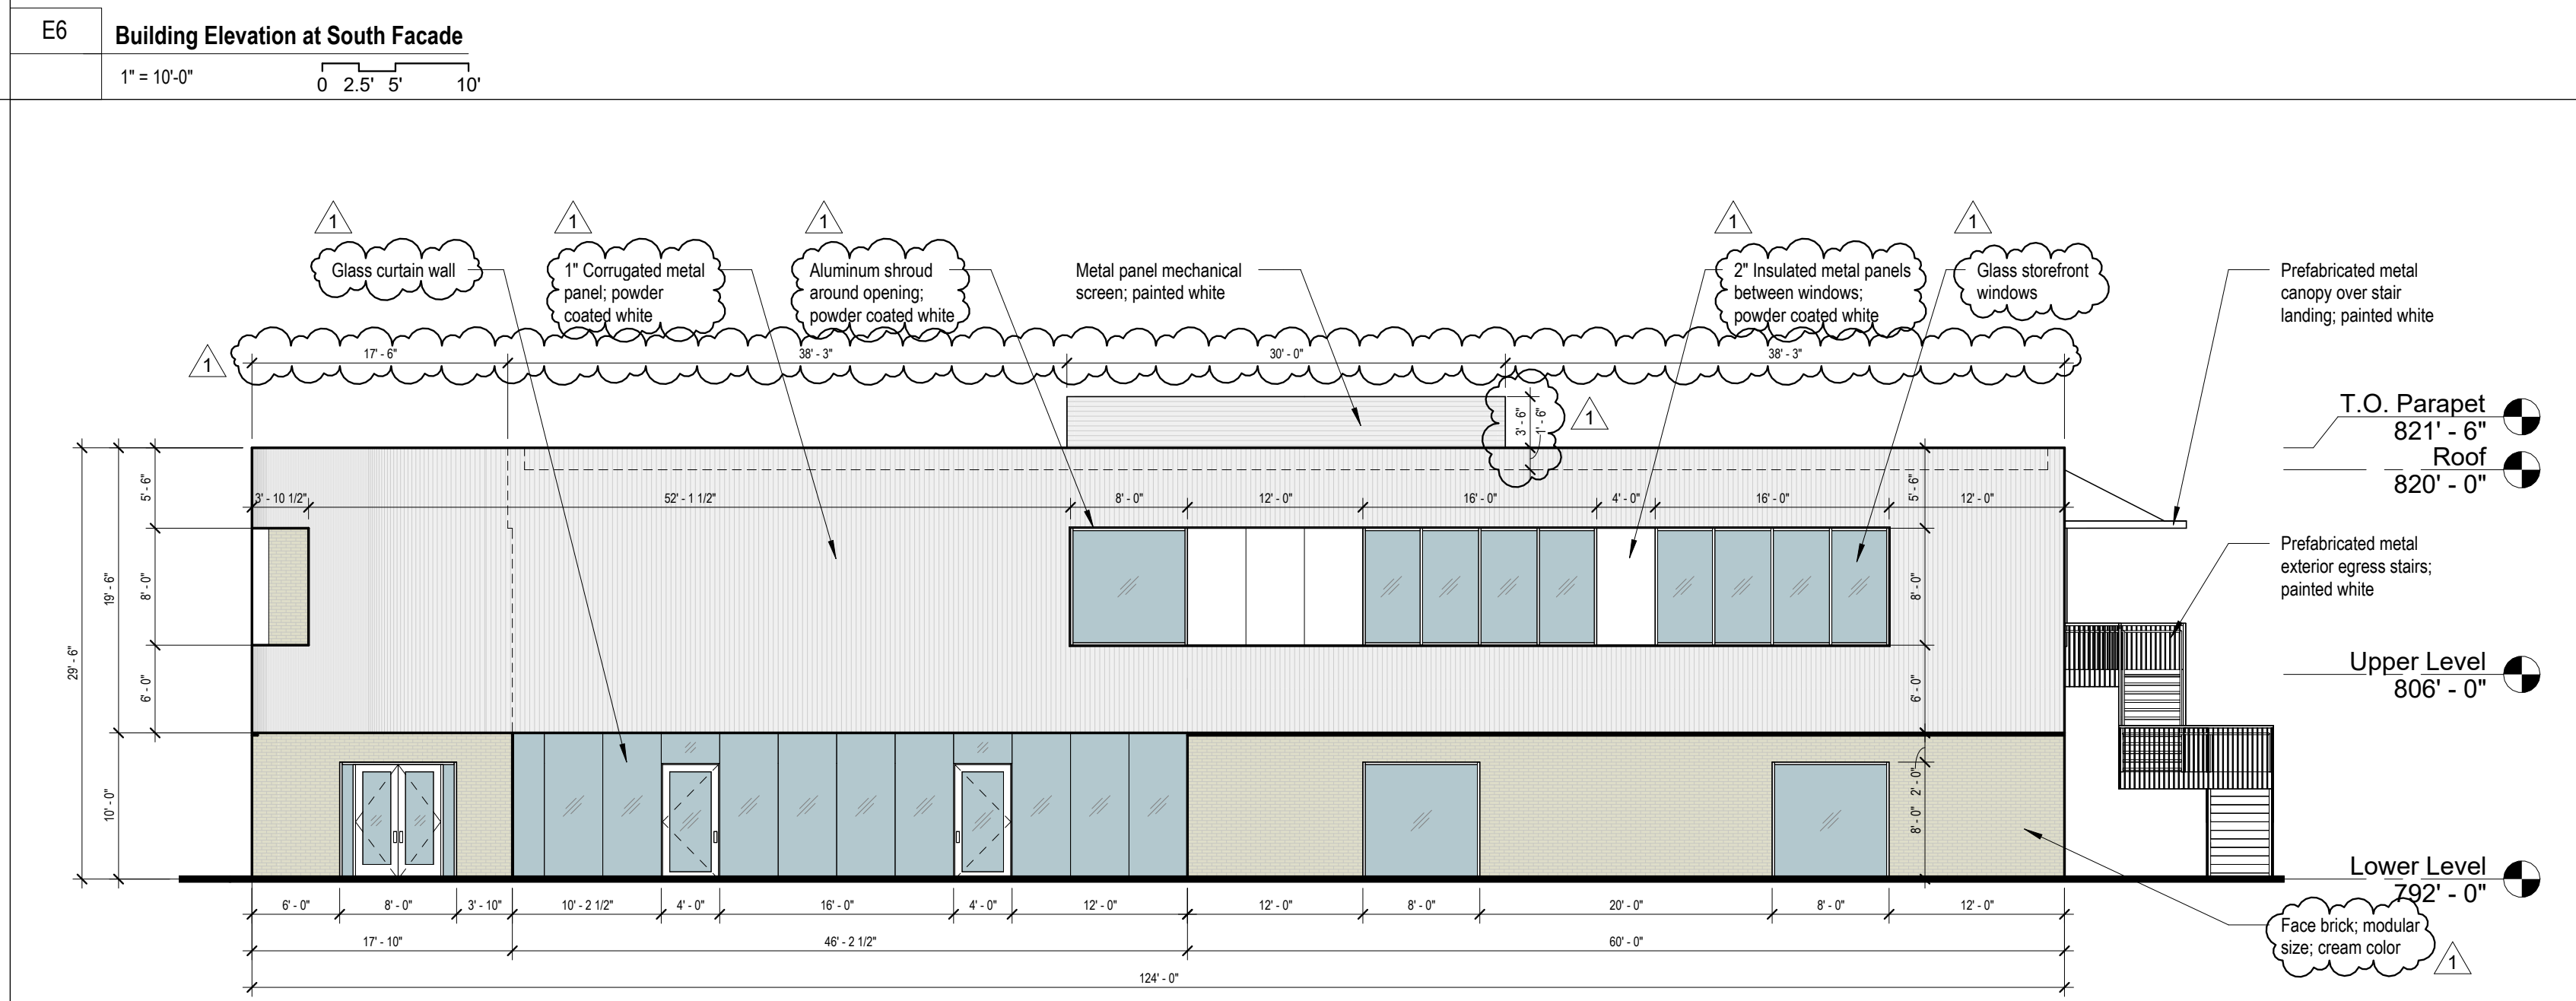 E6
Building Elevation at South Facade
1" = 10'-0"
0 2.5' 5' 10'
1
1
1
1
1
Glass curtain wall
1" Corrugated metal
panel; powder
coated white
Aluminum shroud
around opening;
powder coated white
Metal panel mechanical
screen; painted white
2" Insulated metal panels
between windows;
powder coated white
Glass storefront
windows
Prefabricated metal
canopy over stair
landing; painted white
1
17' - 6"
38' - 3"
30' - 0"
38' - 3"
3' - 6"
1' - 6"
1
T.O. Parapet
821' - 6"
Roof
820' - 0"
5' - 6"
3' - 10 1/2"
52' - 1 1/2"
8' - 0"
12' - 0"
16' - 0"
4' - 0"
16' - 0"
5' - 6"
12' - 0"
Prefabricated metal
exterior egress stairs;
painted white
29' - 6"
19' - 6"
8' - 0"
8' - 0"
6' - 0"
6' - 0"
Upper Level
806' - 0"
10' - 0"
2' - 0"
8' - 0"
Lower Level
792' - 0"
6' - 0"
8' - 0"
3' - 10"
10' - 2 1/2"
4' - 0"
16' - 0"
4' - 0"
12' - 0"
12' - 0"
8' - 0"
20' - 0"
8' - 0"
12' - 0"
Face brick; modular
size; cream color
1
17' - 10"
46' - 2 1/2"
60' - 0"
124' - 0"